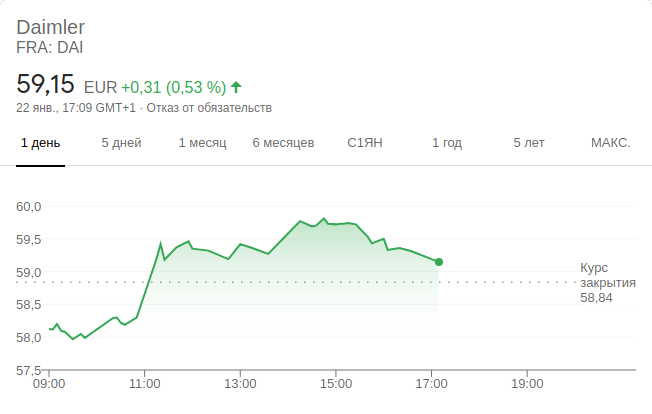 Daimler
FRA: DAI
59,15 EUR +0,31 (0,53 %)
22 янв., 17:09 GMT+1 · Отказ от обязательств
1 день 5 дней 1 месяц 6 месяцев С1ЯН 1 год 5 лет МАКС.
60,0
59,5
59,0
58,5
58,0
57,5
Курс
закрытия
58,84
09:00 11:00 13:00 15:00 17:00 19:00